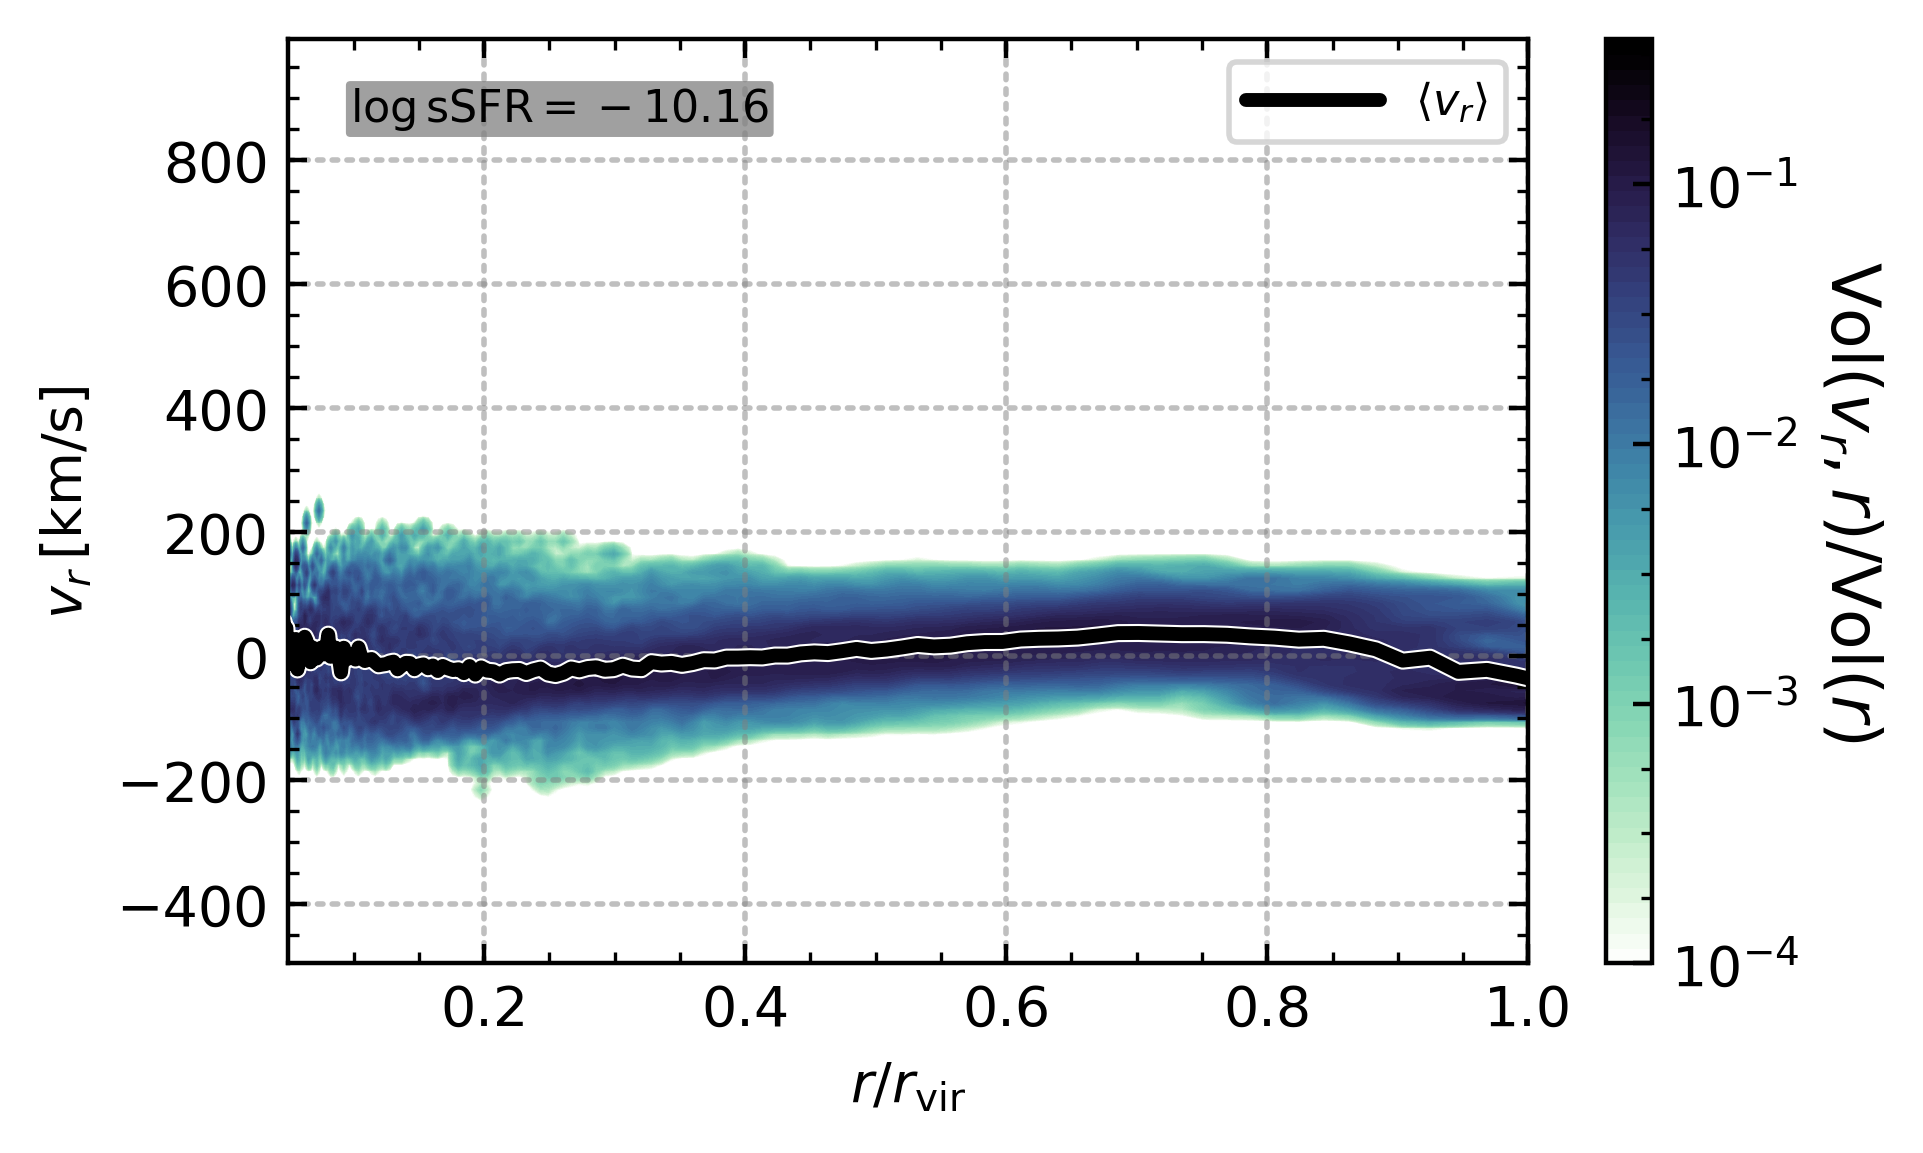 log sSFR = −10.16
⟨v_r⟩
800
600
400
200
0
−200
−400
v_r [km/s]
0.2 0.4 0.6 0.8 1.0
r/r_vir
10⁻¹
10⁻²
10⁻³
10⁻⁴
Vol(v_r, r)/Vol(r)